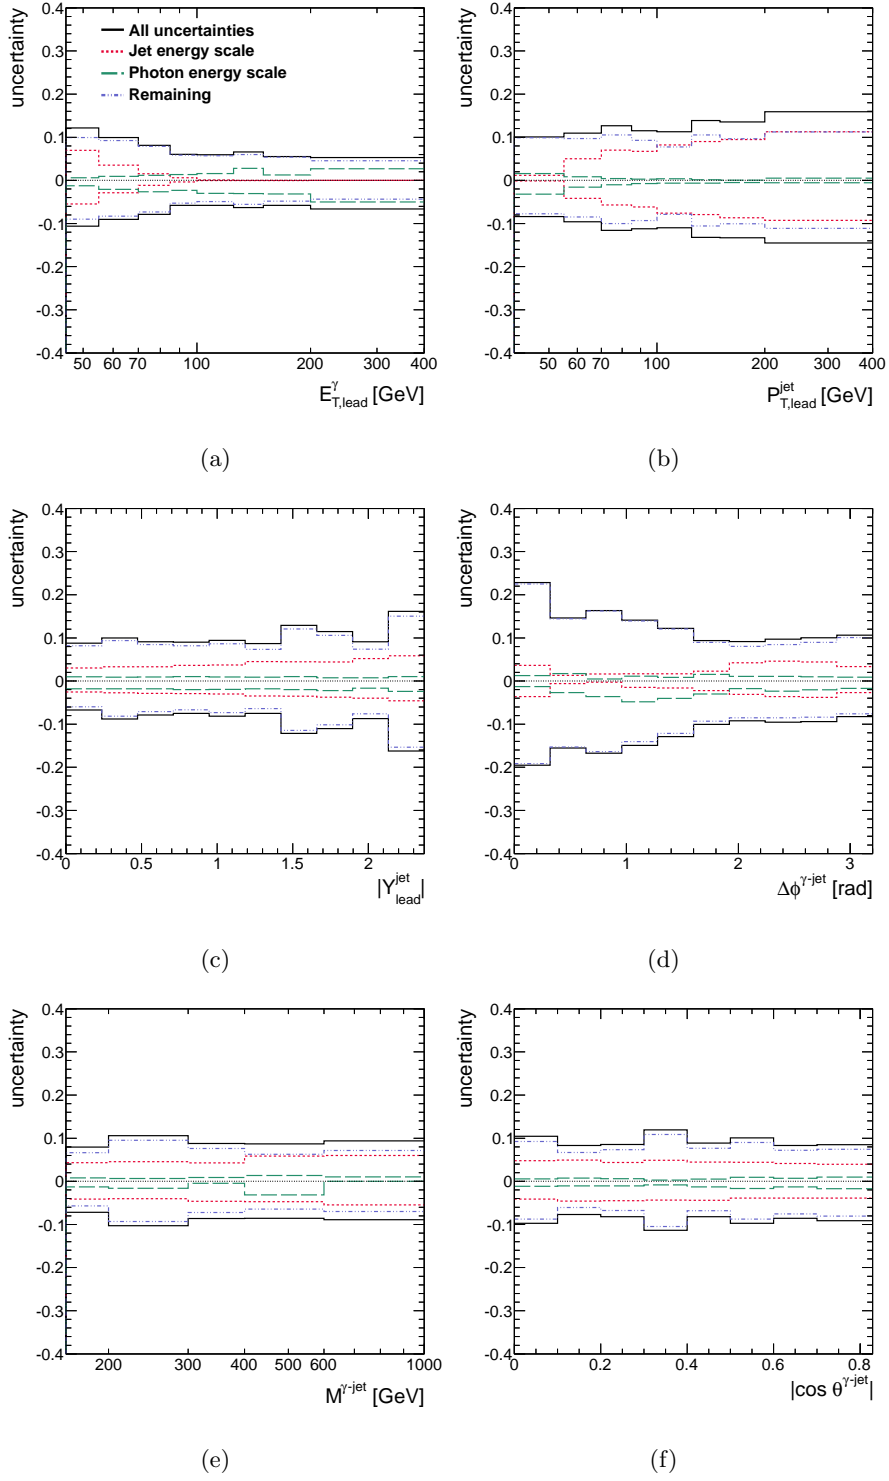 uncertainty
0.4
0.3
0.2
0.1
0
-0.1
-0.2
-0.3
-0.4
All uncertainties
Jet energy scale
Photon energy scale
Remaining
50 60 70 100 200 300 400
E^γ_T,lead [GeV]
(a)
uncertainty
0.4
0.3
0.2
0.1
0
-0.1
-0.2
-0.3
-0.4
50 60 70 100 200 300 400
P^jet_T,lead [GeV]
(b)
uncertainty
0.4
0.3
0.2
0.1
0
-0.1
-0.2
-0.3
-0.4
0 0.5 1 1.5 2
|Y^jet_lead|
(c)
uncertainty
0.4
0.3
0.2
0.1
0
-0.1
-0.2
-0.3
-0.4
0 1 2 3
Δϕ^γ-jet [rad]
(d)
uncertainty
0.4
0.3
0.2
0.1
0
-0.1
-0.2
-0.3
-0.4
200 300 400 500 600 1000
M^γ-jet [GeV]
(e)
uncertainty
0.4
0.3
0.2
0.1
0
-0.1
-0.2
-0.3
-0.4
0 0.2 0.4 0.6 0.8
|cos θ^γ-jet|
(f)